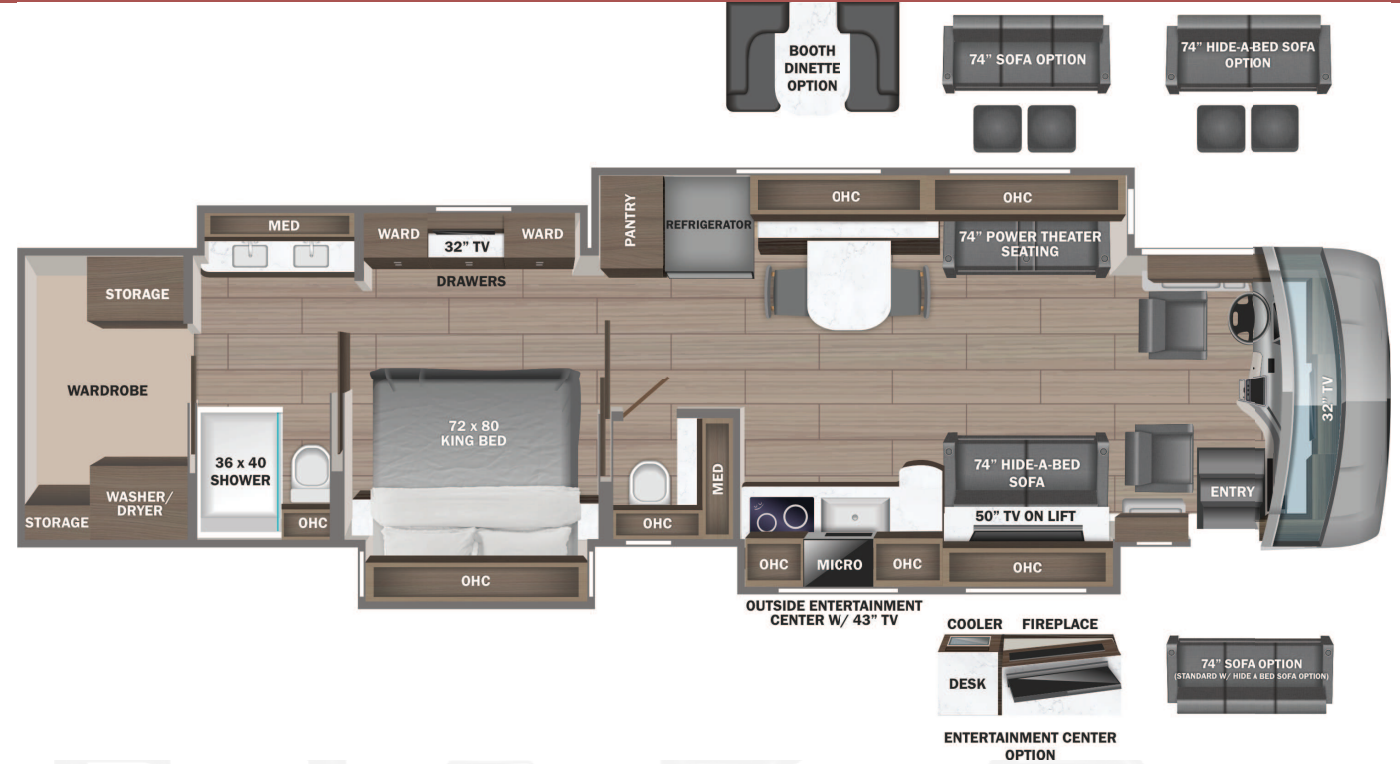 BOOTH
DINETTE
OPTION
74” SOFA OPTION
74” HIDE-A-BED SOFA
OPTION
PANTRY
REFRIGERATOR
OHC
OHC
MED
WARD
32” TV
WARD
DRAWERS
74” POWER THEATER
SEATING
STORAGE
WARDROBE
32” TV
72 x 80
KING BED
36 x 40
SHOWER
WASHER/
DRYER
STORAGE
OHC
MED
OHC
74” HIDE-A-BED
SOFA
ENTRY
50” TV ON LIFT
OHC
OHC
MICRO
OHC
OHC
OUTSIDE ENTERTAINMENT
CENTER W/ 43” TV
COOLER
FIREPLACE
DESK
74” SOFA OPTION
(STANDARD W/ HIDE A BED SOFA OPTION)
ENTERTAINMENT CENTER
OPTION